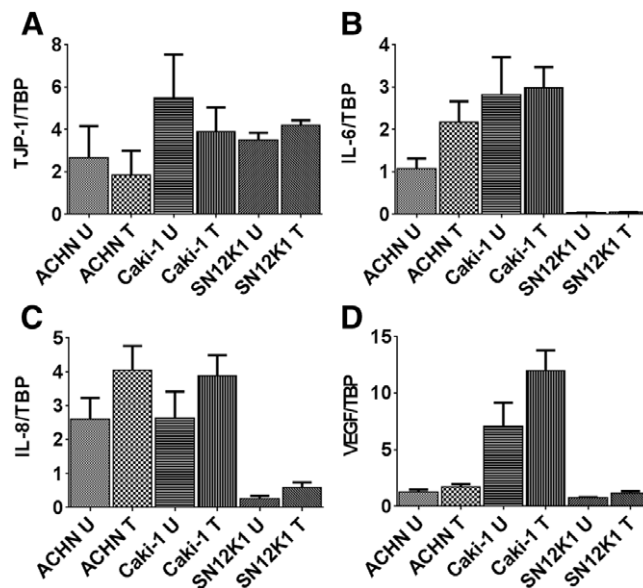 A
TJP-1/TBP
8
6
4
2
0
ACHN U
ACHN T
Caki-1 U
Caki-1 T
SN12K1 U
SN12K1 T
B
IL-6/TBP
4
3
2
1
0
ACHN U
ACHN T
Caki-1 U
Caki-1 T
SN12K1 U
SN12K1 T
C
IL-8/TBP
5
4
3
2
1
0
ACHN U
ACHN T
Caki-1 U
Caki-1 T
SN12K1 U
SN12K1 T
D
VEGF/TBP
15
10
5
0
ACHN U
ACHN T
Caki-1 U
Caki-1 T
SN12K1 U
SN12K1 T